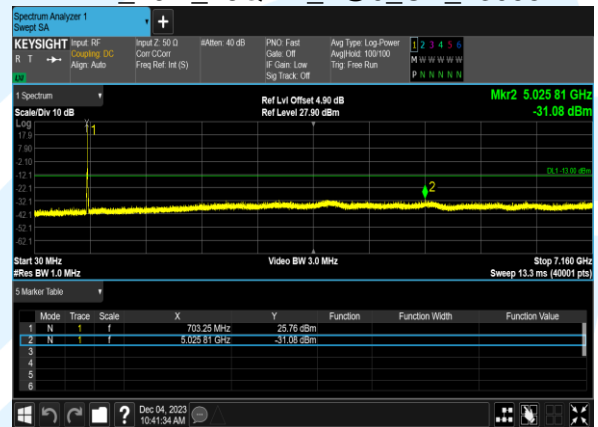 Spectrum Analyzer 1
Swept SA
+
KEYSIGHT Input: RF Input Z: 50 Ω #Atten: 40 dB PNO: Fast Avg Type: Log-Power 1 2 3 4 5 6
R T Coupling: DC Corr CCorr Gate: Off Avg|Hold: 100/100 M W W W W W
Align: Auto Freq Ref: Int (S) IF Gain: Low Trig: Free Run
Sig Track: Off P N N N N N
1 Spectrum Ref Lvl Offset 4.90 dB Mkr2 5.025 81 GHz
Scale/Div 10 dB Ref Level 27.90 dBm -31.08 dBm
Log
17.9
7.90
-2.10
-12.1
-22.1
-32.1
-42.1
-52.1
-62.1
1
DL1 -13.00 dBm
2
Start 30 MHz Video BW 3.0 MHz Stop 7.160 GHz
#Res BW 1.0 MHz Sweep 13.3 ms (40001 pts)
5 Marker Table
Mode Trace Scale X Y Function Function Width Function Value
1 N 1 f 703.25 MHz 25.76 dBm
2 N 1 f 5.025 81 GHz -31.08 dBm
3
4
5
6
? Dec 04, 2023
10:41:34 AM